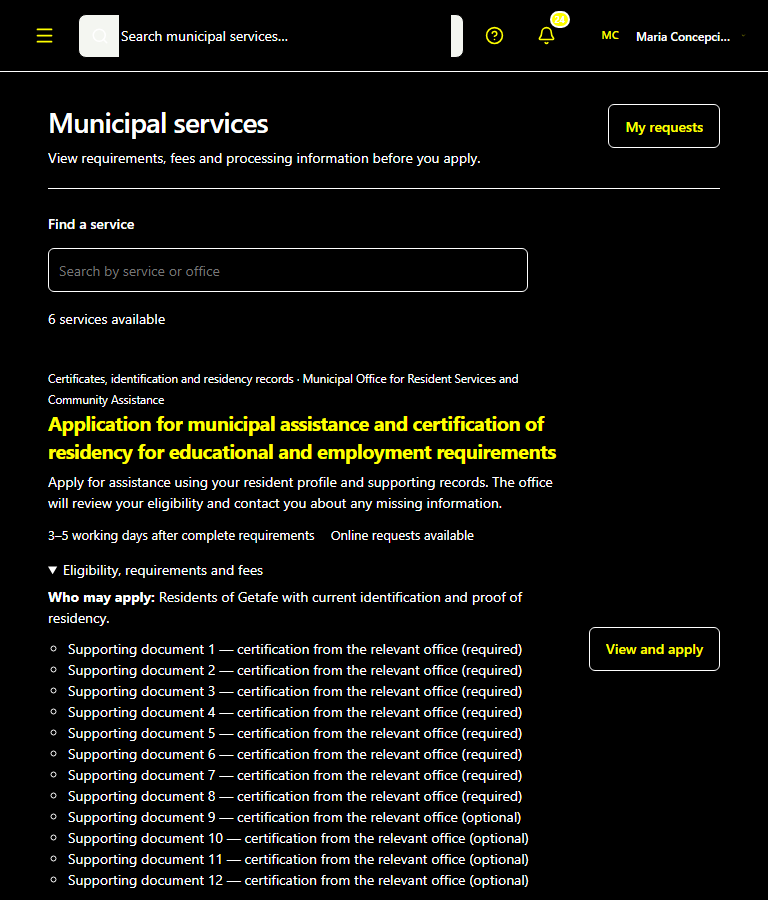 Search municipal services...
MC
Maria Concepci...
Municipal services
My requests
View requirements, fees and processing information before you apply.
Find a service
Search by service or office
6 services available
Certificates, identification and residency records · Municipal Office for Resident Services and
Community Assistance
Application for municipal assistance and certification of
residency for educational and employment requirements
Apply for assistance using your resident profile and supporting records. The office
will review your eligibility and contact you about any missing information.
3–5 working days after complete requirements
Online requests available
Eligibility, requirements and fees
Who may apply: Residents of Getafe with current identification and proof of
residency.
Supporting document 1 — certification from the relevant office (required)
View and apply
Supporting document 2 — certification from the relevant office (required)
Supporting document 3 — certification from the relevant office (required)
Supporting document 4 — certification from the relevant office (required)
Supporting document 5 — certification from the relevant office (required)
Supporting document 6 — certification from the relevant office (required)
Supporting document 7 — certification from the relevant office (required)
Supporting document 8 — certification from the relevant office (required)
Supporting document 9 — certification from the relevant office (optional)
Supporting document 10 — certification from the relevant office (optional)
Supporting document 11 — certification from the relevant office (optional)
Supporting document 12 — certification from the relevant office (optional)